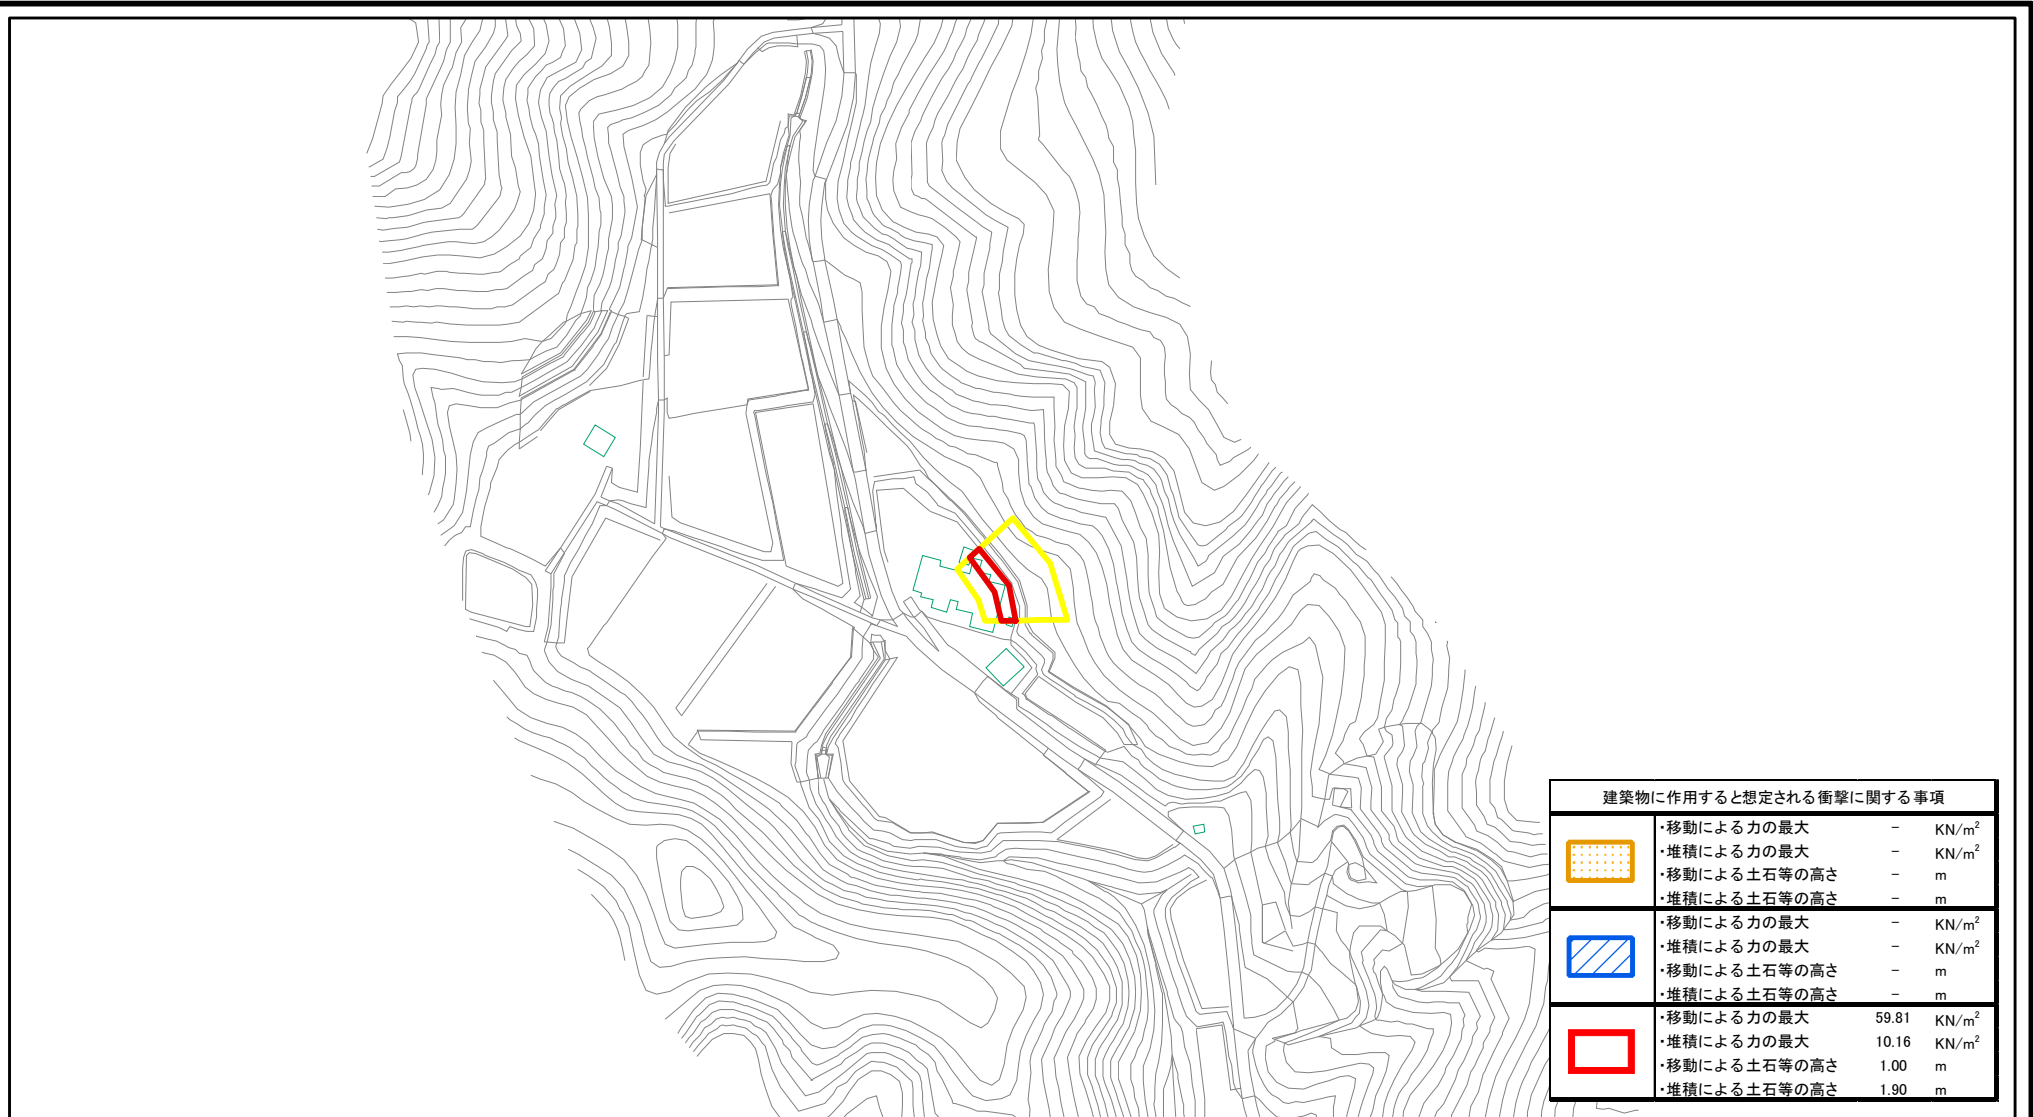 建築物に作用すると想定される衝撃に関する事項
・移動による力の最大 － KN/m²
・堆積による力の最大 － KN/m²
・移動による土石等の高さ － m
・堆積による土石等の高さ － m
・移動による力の最大 － KN/m²
・堆積による力の最大 － KN/m²
・移動による土石等の高さ － m
・堆積による土石等の高さ － m
・移動による力の最大 59.81 KN/m²
・堆積による力の最大 10.16 KN/m²
・移動による土石等の高さ 1.00 m
・堆積による土石等の高さ 1.90 m